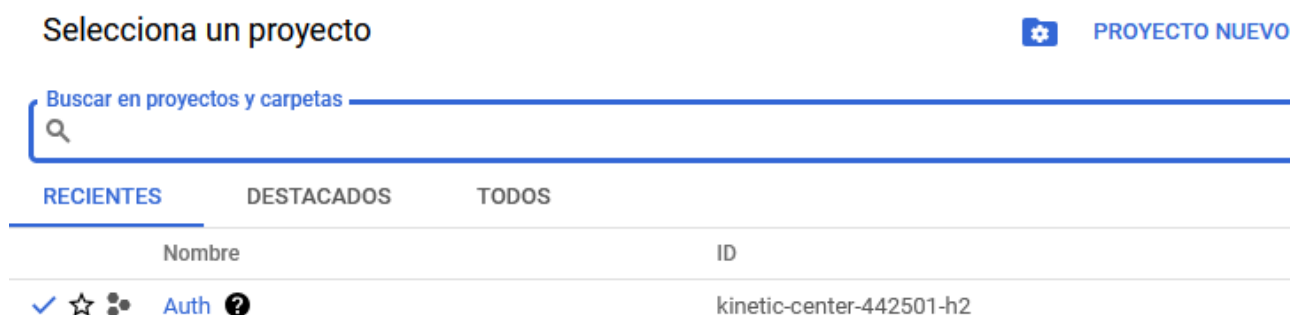 Selecciona un proyecto
PROYECTO NUEVO
Buscar en proyectos y carpetas
RECIENTES DESTACADOS TODOS
Nombre ID
Auth ? kinetic-center-442501-h2